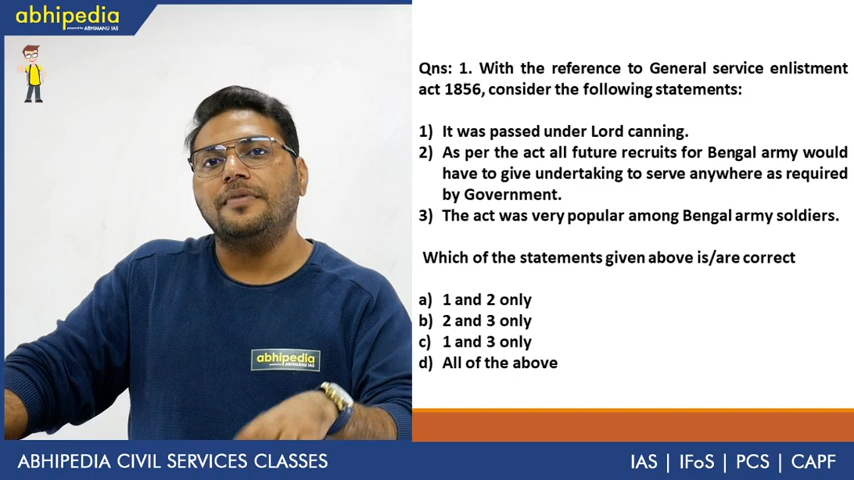 abhipedia
powered by ABHIMANU IAS
Qns: 1. With the reference to General service enlistment
act 1856, consider the following statements:
1) It was passed under Lord canning.
2) As per the act all future recruits for Bengal army would
have to give undertaking to serve anywhere as required
by Government.
3) The act was very popular among Bengal army soldiers.
Which of the statements given above is/are correct
a) 1 and 2 only
b) 2 and 3 only
c) 1 and 3 only
d) All of the above
abhipedia
powered by ABHIMANU IAS
ABHIPEDIA CIVIL SERVICES CLASSES
IAS | IFoS | PCS | CAPF